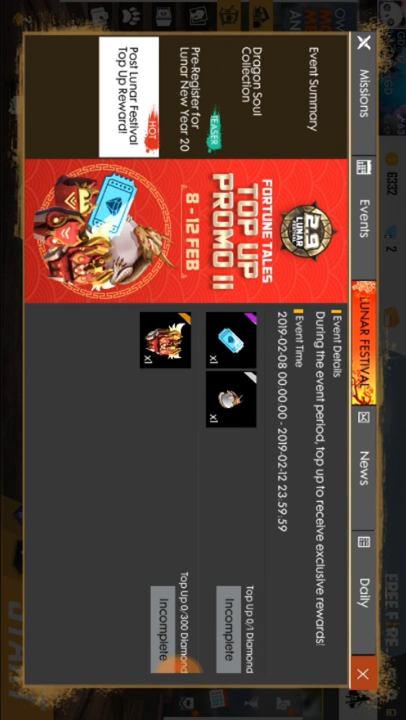 Missions
Events
LUNAR FESTIVAL
News
Daily
X
Event Summary
Dragon Soul
Collection
TEASER
Pre-Register for
Lunar New Year 20
HOT
Post Lunar Festival
Top Up Reward!
2.9
LUNAR
FORTUNE TALES
TOP UP
PROMO II
8 - 12 FEB
Event Details
During the event period, top up to receive exclusive rewards!
Event Time
2019-02-08 00:00:00 - 2019-02-12 23:59:59
x1
x1
Top Up 0/1 Diamond
Incomplete
x1
Top Up 0/300 Diamond
Incomplete
6332
2
FREE FIRE